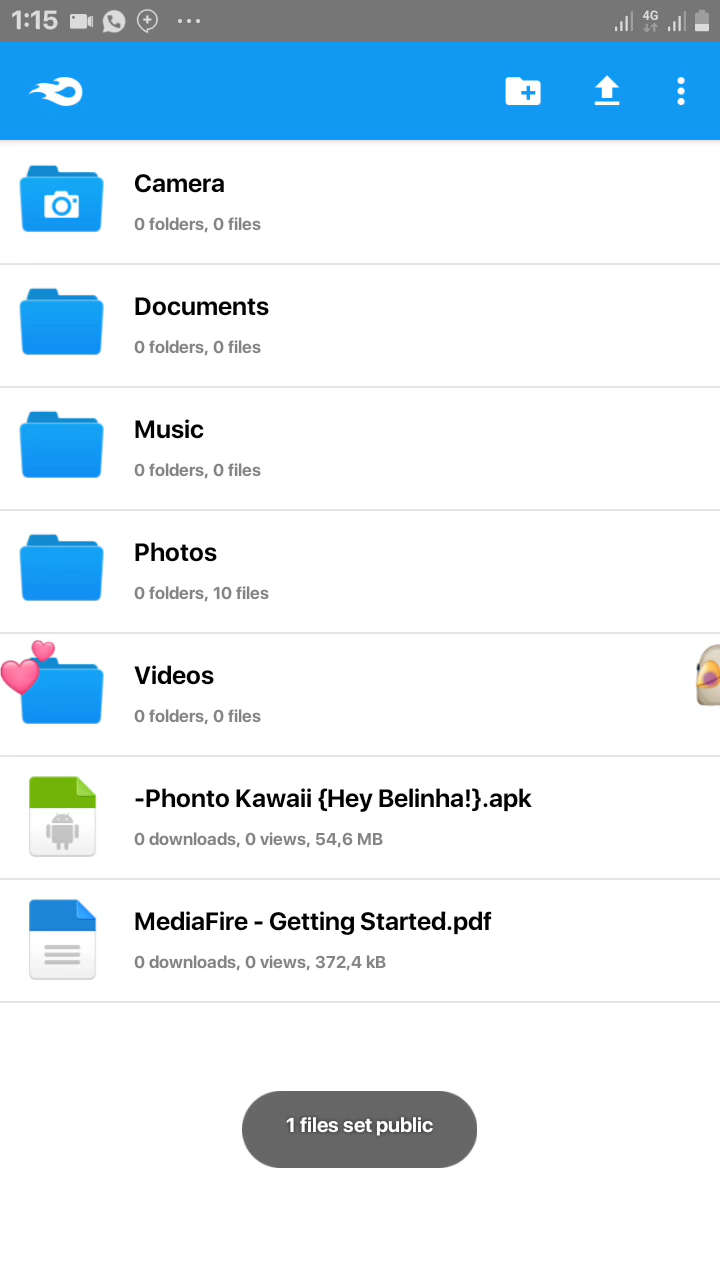 1:15
4G
Camera
0 folders, 0 files
Documents
0 folders, 0 files
Music
0 folders, 0 files
Photos
0 folders, 10 files
Videos
0 folders, 0 files
-Phonto Kawaii {Hey Belinha!}.apk
0 downloads, 0 views, 54,6 MB
MediaFire - Getting Started.pdf
0 downloads, 0 views, 372,4 kB
1 files set public